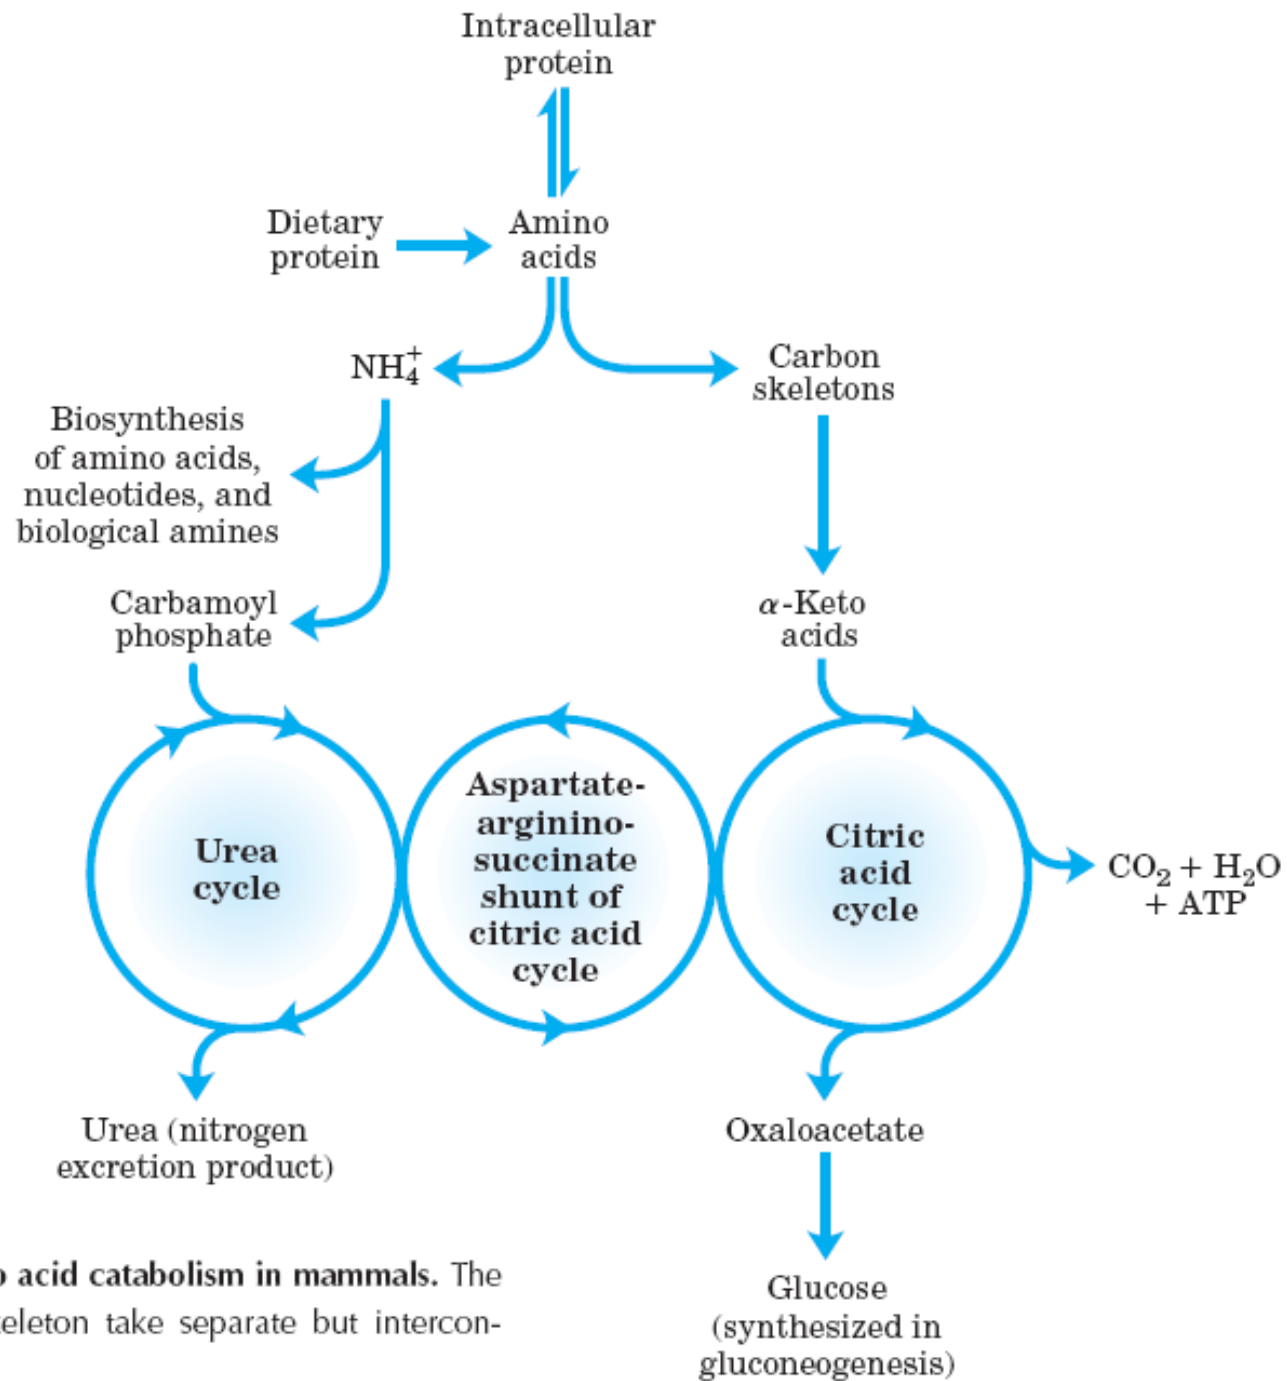 Intracellular
protein
Dietary
protein
Amino
acids
NH₄⁺
Carbon
skeletons
Biosynthesis
of amino acids,
nucleotides, and
biological amines
Carbamoyl
phosphate
α-Keto
acids
Urea
cycle
Aspartate-
arginino-
succinate
shunt of
citric acid
cycle
Citric
acid
cycle
CO₂ + H₂O
+ ATP
Urea (nitrogen
excretion product)
Oxaloacetate
Glucose
(synthesized in
gluconeogenesis)
o acid catabolism in mammals. The
keleton take separate but intercon-